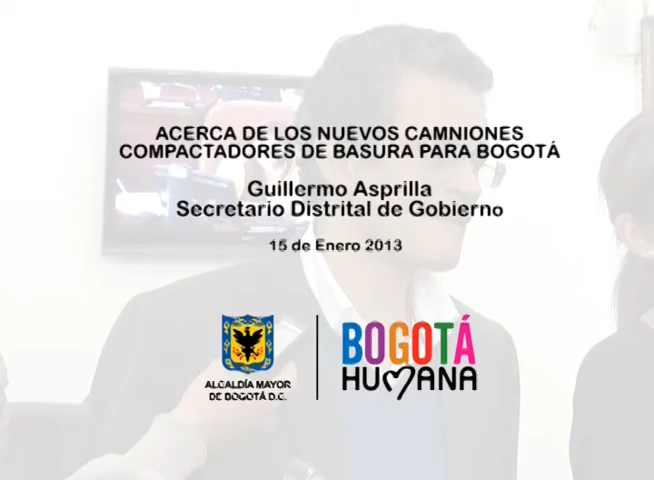 ACERCA DE LOS NUEVOS CAMNIONES
COMPACTADORES DE BASURA PARA BOGOTÁ
Guillermo Asprilla
Secretario Distrital de Gobierno
15 de Enero 2013
ALCALDÍA MAYOR
DE BOGOTÁ D.C.
BOGOTÁ
HUMANA